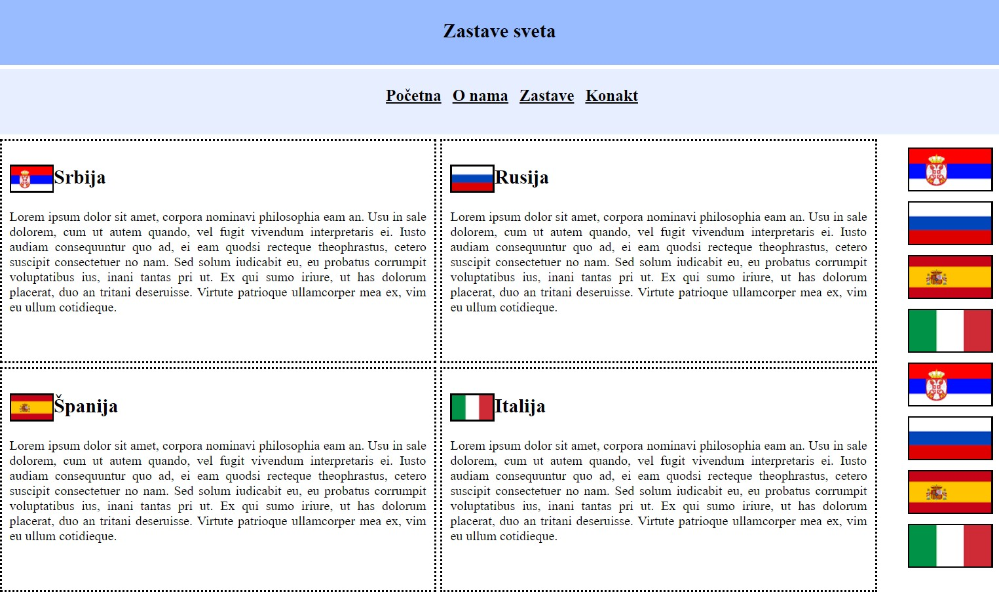 Zastave sveta
Početna O nama Zastave Konakt
Srbija
Lorem ipsum dolor sit amet, corpora nominavi philosophia eam an. Usu in sale
dolorem, cum ut autem quando, vel fugit vivendum interpretaris ei. Iusto
audiam consequuntur quo ad, ei eam quodsi recteque theophrastus, cetero
suscipit consectetuer no nam. Sed solum iudicabit eu, eu probatus corrumpit
voluptatibus ius, inani tantas pri ut. Ex qui sumo iriure, ut has dolorum
placerat, duo an tritani deseruisse. Virtute patrioque ullamcorper mea ex, vim
eu ullum cotidieque.
Rusija
Lorem ipsum dolor sit amet, corpora nominavi philosophia eam an. Usu in sale
dolorem, cum ut autem quando, vel fugit vivendum interpretaris ei. Iusto
audiam consequuntur quo ad, ei eam quodsi recteque theophrastus, cetero
suscipit consectetuer no nam. Sed solum iudicabit eu, eu probatus corrumpit
voluptatibus ius, inani tantas pri ut. Ex qui sumo iriure, ut has dolorum
placerat, duo an tritani deseruisse. Virtute patrioque ullamcorper mea ex, vim
eu ullum cotidieque.
Španija
Lorem ipsum dolor sit amet, corpora nominavi philosophia eam an. Usu in sale
dolorem, cum ut autem quando, vel fugit vivendum interpretaris ei. Iusto
audiam consequuntur quo ad, ei eam quodsi recteque theophrastus, cetero
suscipit consectetuer no nam. Sed solum iudicabit eu, eu probatus corrumpit
voluptatibus ius, inani tantas pri ut. Ex qui sumo iriure, ut has dolorum
placerat, duo an tritani deseruisse. Virtute patrioque ullamcorper mea ex, vim
eu ullum cotidieque.
Italija
Lorem ipsum dolor sit amet, corpora nominavi philosophia eam an. Usu in sale
dolorem, cum ut autem quando, vel fugit vivendum interpretaris ei. Iusto
audiam consequuntur quo ad, ei eam quodsi recteque theophrastus, cetero
suscipit consectetuer no nam. Sed solum iudicabit eu, eu probatus corrumpit
voluptatibus ius, inani tantas pri ut. Ex qui sumo iriure, ut has dolorum
placerat, duo an tritani deseruisse. Virtute patrioque ullamcorper mea ex, vim
eu ullum cotidieque.